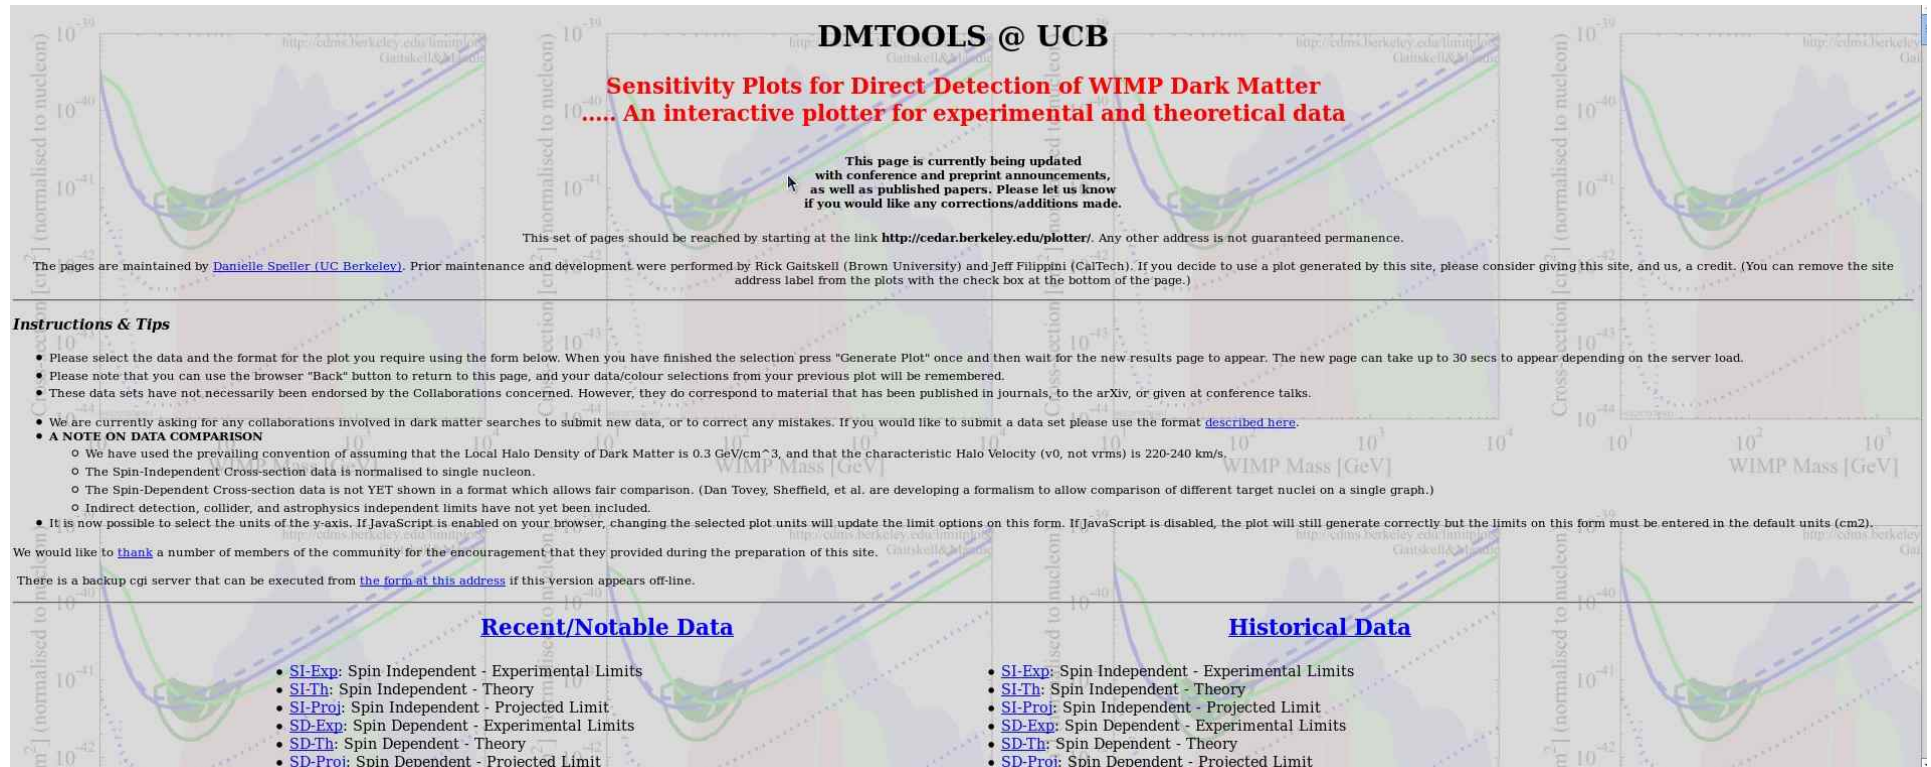 DMTOOLS @ UCB
Sensitivity Plots for Direct Detection of WIMP Dark Matter
..... An interactive plotter for experimental and theoretical data
This page is currently being updated
with conference and preprint announcements,
as well as published papers. Please let us know
if you would like any corrections/additions made.
This set of pages should be reached by starting at the link http://cedar.berkeley.edu/plotter/. Any other address is not guaranteed permanence.
The pages are maintained by Danielle Speller (UC Berkeley). Prior maintenance and development were performed by Rick Gaitskell (Brown University) and Jeff Filippini (CalTech). If you decide to use a plot generated by this site, please consider giving this site, and us, a credit. (You can remove the site
address label from the plots with the check box at the bottom of the page.)
Instructions & Tips
• Please select the data and the format for the plot you require using the form below. When you have finished the selection press "Generate Plot" once and then wait for the new results page to appear. The new page can take up to 30 secs to appear depending on the server load.
• Please note that you can use the browser "Back" button to return to this page, and your data/colour selections from your previous plot will be remembered.
• These data sets have not necessarily been endorsed by the Collaborations concerned. However, they do correspond to material that has been published in journals, to the arXiv, or given at conference talks.
• We are currently asking for any collaborations involved in dark matter searches to submit new data, or to correct any mistakes. If you would like to submit a data set please use the format described here.
• A NOTE ON DATA COMPARISON
o We have used the prevailing convention of assuming that the Local Halo Density of Dark Matter is 0.3 GeV/cm^3, and that the characteristic Halo Velocity (v0, not vrms) is 220-240 km/s.
o The Spin-Independent Cross-section data is normalised to single nucleon.
o The Spin-Dependent Cross-section data is not YET shown in a format which allows fair comparison. (Dan Tovey, Sheffield, et al. are developing a formalism to allow comparison of different target nuclei on a single graph.)
o Indirect detection, collider, and astrophysics independent limits have not yet been included.
• It is now possible to select the units of the y-axis. If JavaScript is enabled on your browser, changing the selected plot units will update the limit options on this form. If JavaScript is disabled, the plot will still generate correctly but the limits on this form must be entered in the default units (cm2).
We would like to thank a number of members of the community for the encouragement that they provided during the preparation of this site.
There is a backup cgi server that can be executed from the form at this address if this version appears off-line.
Recent/Notable Data
• SI-Exp: Spin Independent - Experimental Limits
• SI-Th: Spin Independent - Theory
• SI-Proj: Spin Independent - Projected Limit
• SD-Exp: Spin Dependent - Experimental Limits
• SD-Th: Spin Dependent - Theory
• SD-Proj: Spin Dependent - Projected Limit
Historical Data
• SI-Exp: Spin Independent - Experimental Limits
• SI-Th: Spin Independent - Theory
• SI-Proj: Spin Independent - Projected Limit
• SD-Exp: Spin Dependent - Experimental Limits
• SD-Th: Spin Dependent - Theory
• SD-Proj: Spin Dependent - Projected Limit
WIMP Mass [GeV]
WIMP Mass [GeV]
WIMP Mass [GeV]
WIMP Mass [GeV]